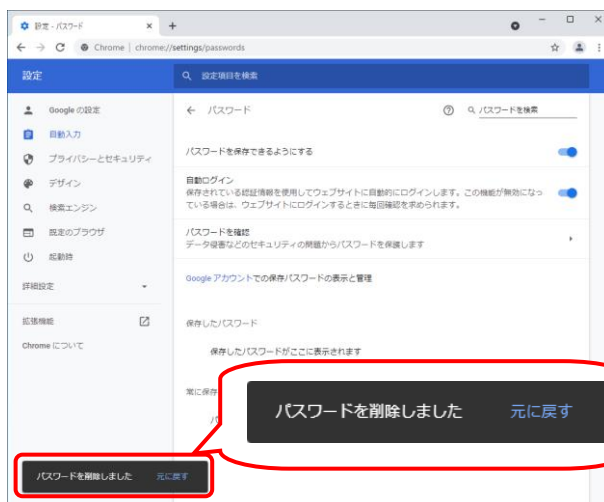 設定 - パスワード
Chrome | chrome://settings/passwords
設定
設定項目を検索
Google の設定
自動入力
プライバシーとセキュリティ
デザイン
検索エンジン
既定のブラウザ
起動時
詳細設定
拡張機能
Chrome について
パスワード
パスワードを検索
パスワードを保存できるようにする
自動ログイン
保存されている認証情報を使用してウェブサイトに自動的にログインします。この機能が無効になっ
ている場合は、ウェブサイトにログインするときに毎回確認を求められます。
パスワードを確認
データ侵害などのセキュリティの問題からパスワードを保護します
Google アカウントでの保存パスワードの表示と管理
保存したパスワード
保存したパスワードがここに表示されます
常に保存
パスワードを削除しました 元に戻す
パスワードを削除しました 元に戻す